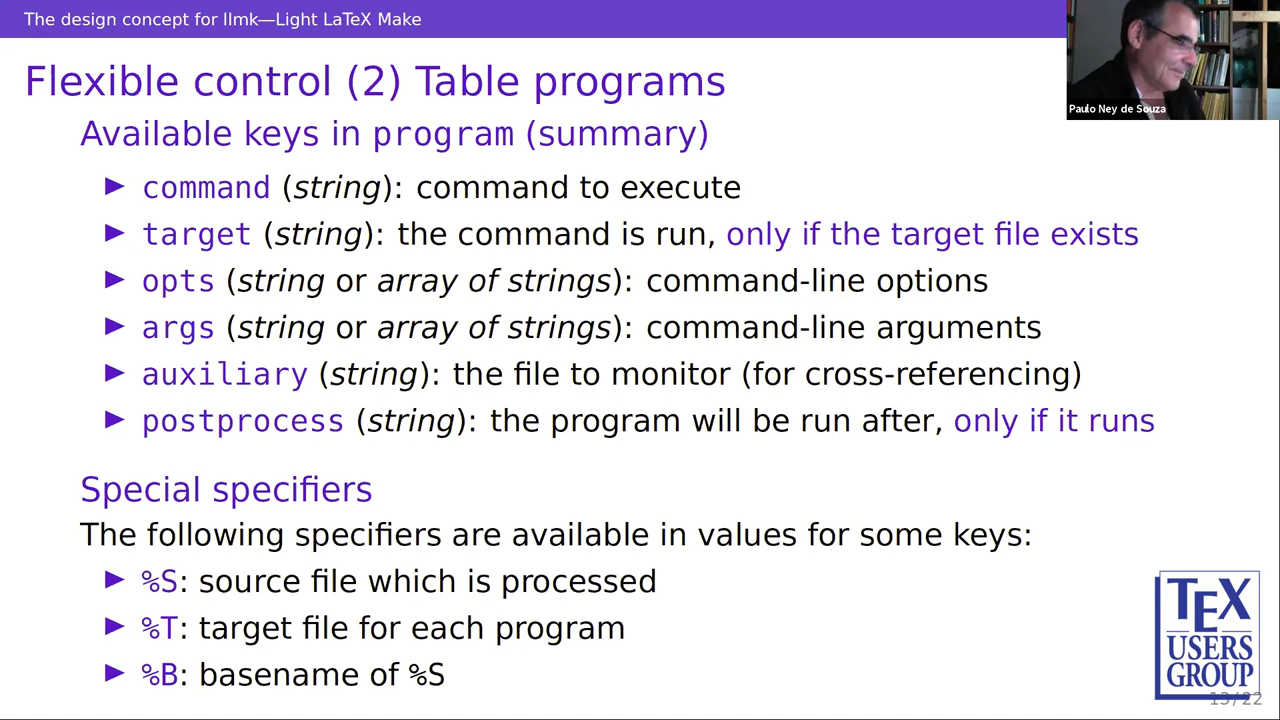 The design concept for llmk—Light LaTeX Make
Paulo Ney de Souza
Flexible control (2) Table programs
Available keys in program (summary)
▶ command (string): command to execute
▶ target (string): the command is run, only if the target file exists
▶ opts (string or array of strings): command-line options
▶ args (string or array of strings): command-line arguments
▶ auxiliary (string): the file to monitor (for cross-referencing)
▶ postprocess (string): the program will be run after, only if it runs
Special specifiers
The following specifiers are available in values for some keys:
▶ %S: source file which is processed
▶ %T: target file for each program
▶ %B: basename of %S
TEX
USERS
GROUP
13/22